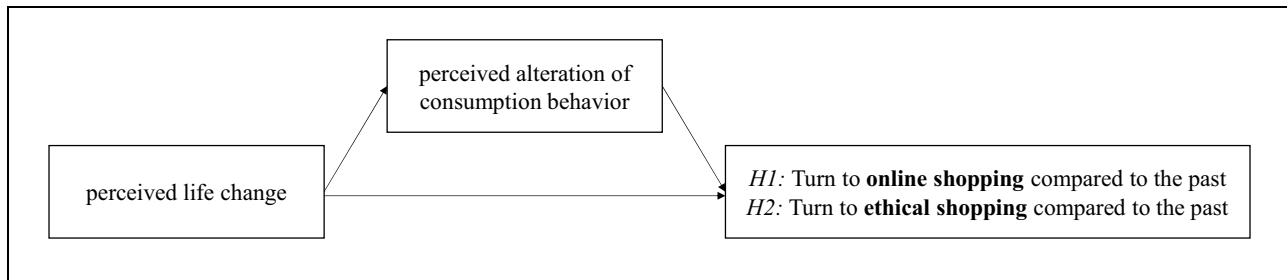 perceived alteration of
consumption behavior
perceived life change
H1: Turn to online shopping compared to the past
H2: Turn to ethical shopping compared to the past